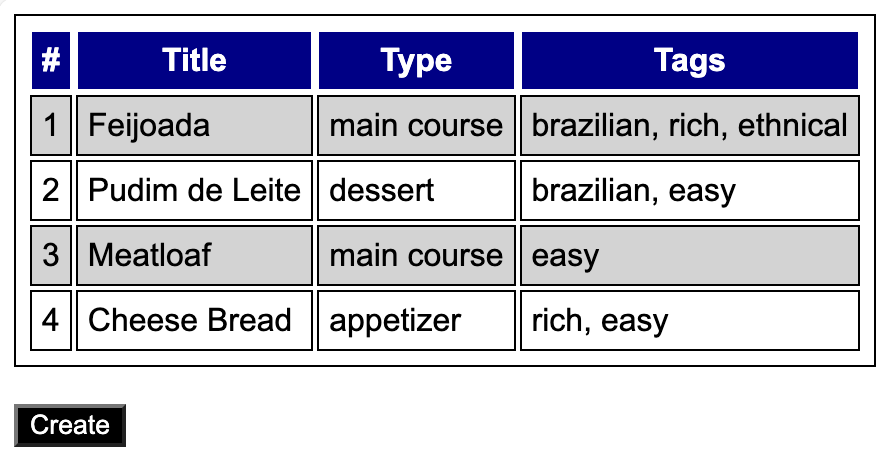 # Title Type Tags
1 Feijoada main course brazilian, rich, ethnical
2 Pudim de Leite dessert brazilian, easy
3 Meatloaf main course easy
4 Cheese Bread appetizer rich, easy
Create